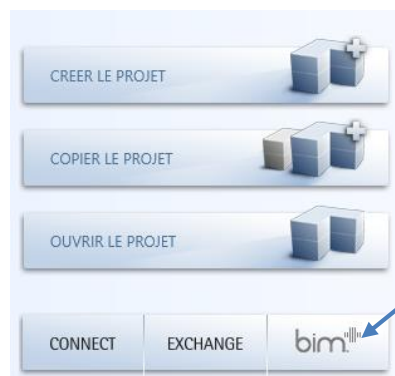 CREER LE PROJET
COPIER LE PROJET
OUVRIR LE PROJET
CONNECT EXCHANGE bim